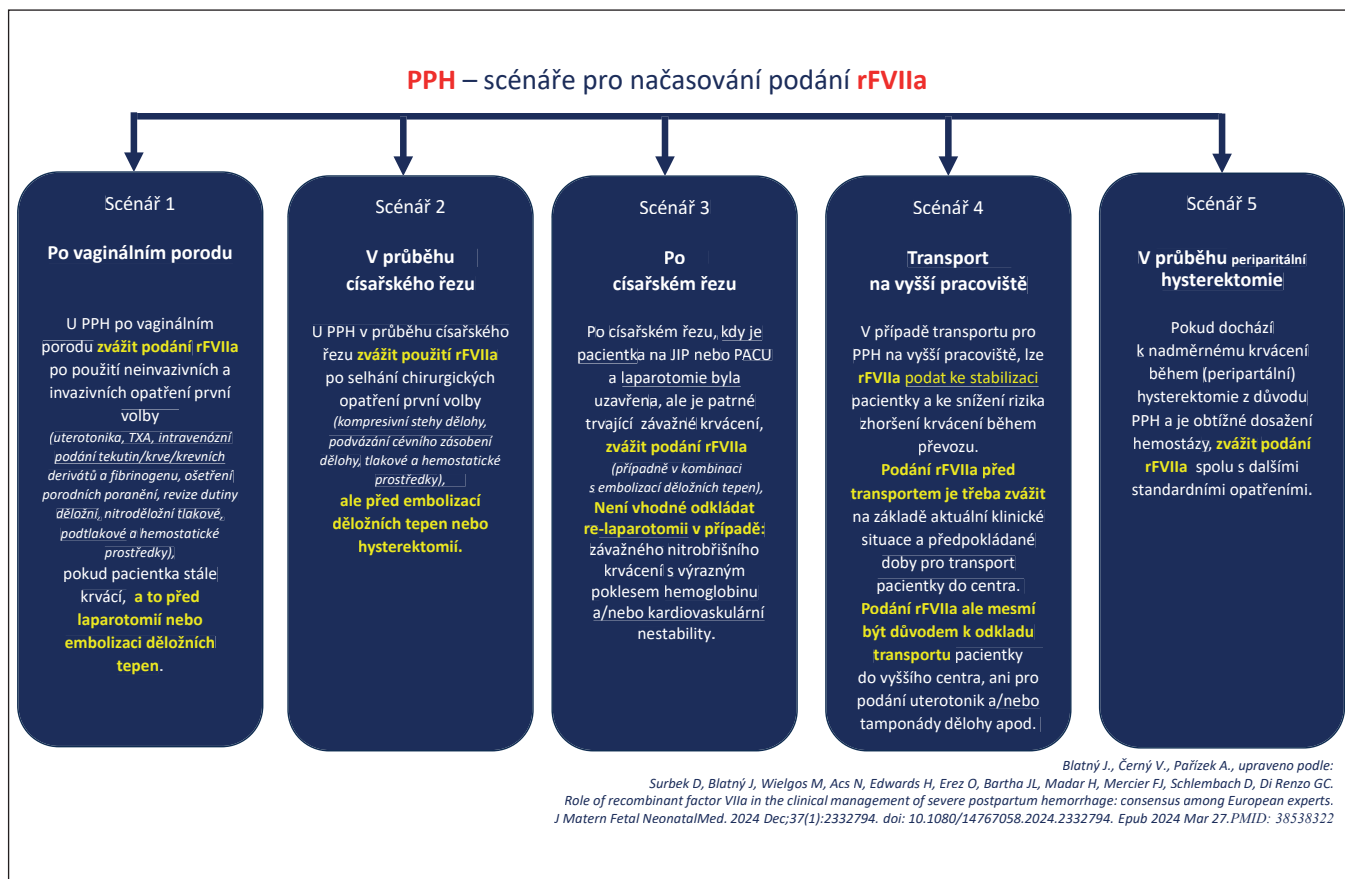 PPH – scénáře pro načasování podání rFVIIa
Scénář 1
Po vaginálním porodu
U PPH po vaginálním
porodu zvážit podání rFVIIa
po použití neinvazivních a
invazivních opatření první
volby
(uterotonika, TXA, intravenózní
podání tekutin/krve/krevních
derivátů a fibrinogenu, ošetření
porodních poranění, revize dutiny
děložní, nitroděložní tlakové,
podtlakové a hemostatické
prostředky),
pokud pacientka stále
krvácí, a to před
laparotomií nebo
embolizaci děložních
tepen.
Scénář 2
V průběhu
císařského řezu
U PPH v průběhu císařského
řezu zvážit použití rFVIIa
po selhání chirurgických
opatření první volby
(kompresivní stehy dělohy,
podvázání cévního zásobení
dělohy, tlakové a hemostatické
prostředky),
ale před embolizací
děložních tepen nebo
hysterektomií.
Scénář 3
Po
císařském řezu
Po císařském řezu, kdy je
pacientka na JIP nebo PACU
a laparotomie byla
uzavřena, ale je patrné
trvající závažné krvácení,
zvážit podání rFVIIa
(případně v kombinaci
s embolizací děložních tepen),
Není vhodné odkládat
re-laparotomii v případě:
závažného nitrobřišního
krvácení s výrazným
poklesem hemoglobinu
a/nebo kardiovaskulární
nestability.
Scénář 4
Transport
na vyšší pracoviště
V případě transportu pro
PPH na vyšší pracoviště, lze
rFVIIa podat ke stabilizaci
pacientky a ke snížení rizika
zhoršení krvácení během
převozu.
Podání rFVIIa před
transportem je třeba zvážit
na základě aktuální klinické
situace a předpokládané
doby pro transport
pacientky do centra.
Podání rFVIIa ale mesmí
být důvodem k odkladu
transportu pacientky
do vyššího centra, ani pro
podání uterotonik a/nebo
tamponády dělohy apod.
Scénář 5
V průběhu periparitální
hysterektomie
Pokud dochází
k nadměrnému krvácení
během (peripartální)
hysterektomie z důvodu
PPH a je obtížné dosažení
hemostázy, zvážit podání
rFVIIa spolu s dalšími
standardními opatřeními.
Blatný J., Černý V., Pařízek A., upraveno podle:
Surbek D, Blatný J, Wielgos M, Acs N, Edwards H, Erez O, Bartha JL, Madar H, Mercier FJ, Schlembach D, Di Renzo GC.
Role of recombinant factor VIIa in the clinical management of severe postpartum hemorrhage: consensus among European experts.
J Matern Fetal NeonatalMed. 2024 Dec;37(1):2332794. doi: 10.1080/14767058.2024.2332794. Epub 2024 Mar 27.PMID: 38538322